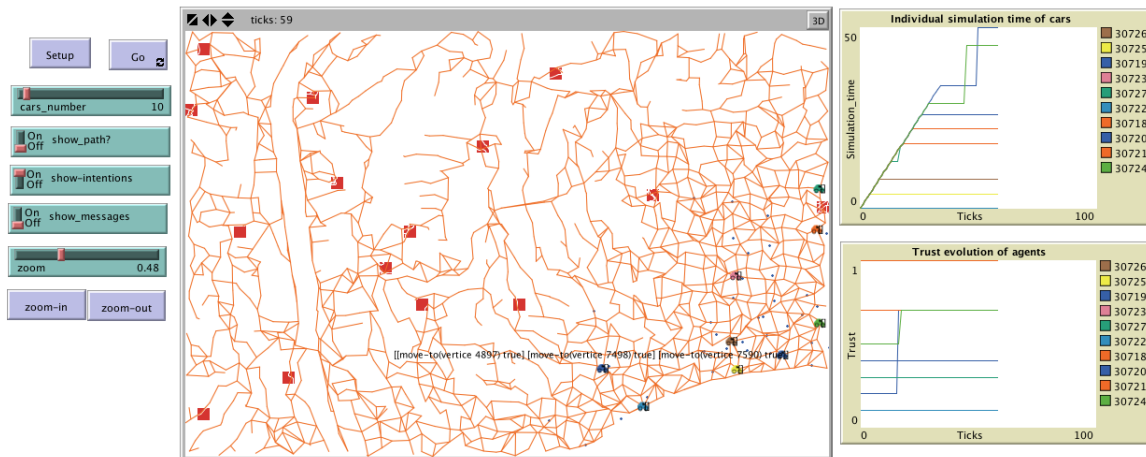 ticks: 59
3D
Setup
Go
cars_number 10
On
Off
show_path?
On
Off
show-intentions
On
Off
show_messages
zoom 0.48
zoom-in
zoom-out
[[move-to(vertice 4897) true] [move-to(vertice 7498) true] [move-to(vertice 7590) true]
Individual simulation time of cars
50
Simulation_time
0
0
Ticks
100
30726
30725
30719
30723
30727
30722
30718
30720
30721
30724
Trust evolution of agents
1
Trust
0
0
Ticks
100
30726
30725
30719
30723
30727
30722
30718
30720
30721
30724